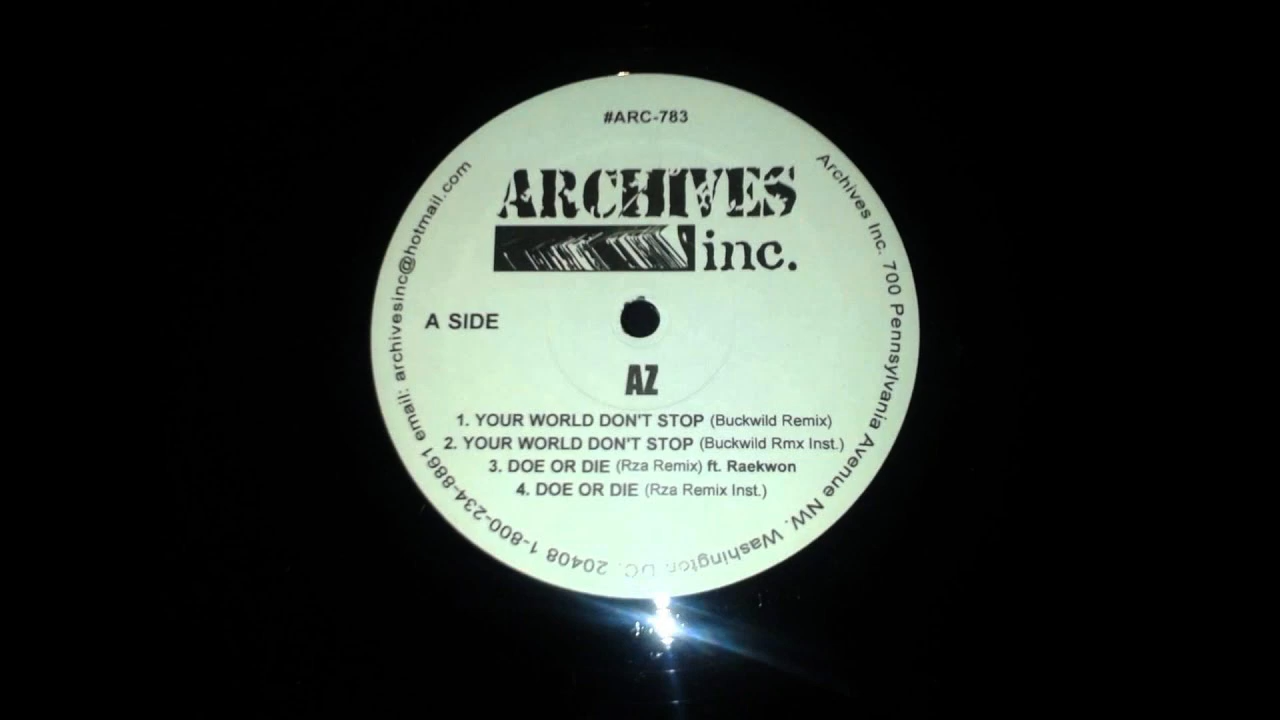 #ARC-783
ARCHIVES
inc.
A SIDE
AZ
1. YOUR WORLD DON'T STOP (Buckwild Remix)
2. YOUR WORLD DON'T STOP (Buckwild Rmx Inst.)
3. DOE OR DIE (Rza Remix) ft. Raekwon
4. DOE OR DIE (Rza Remix Inst.)
Archives Inc. 700 Pennsylvania Avenue NW. Washington DC. 20408 1-800-234-8861 email: archivesinc@hotmail.com